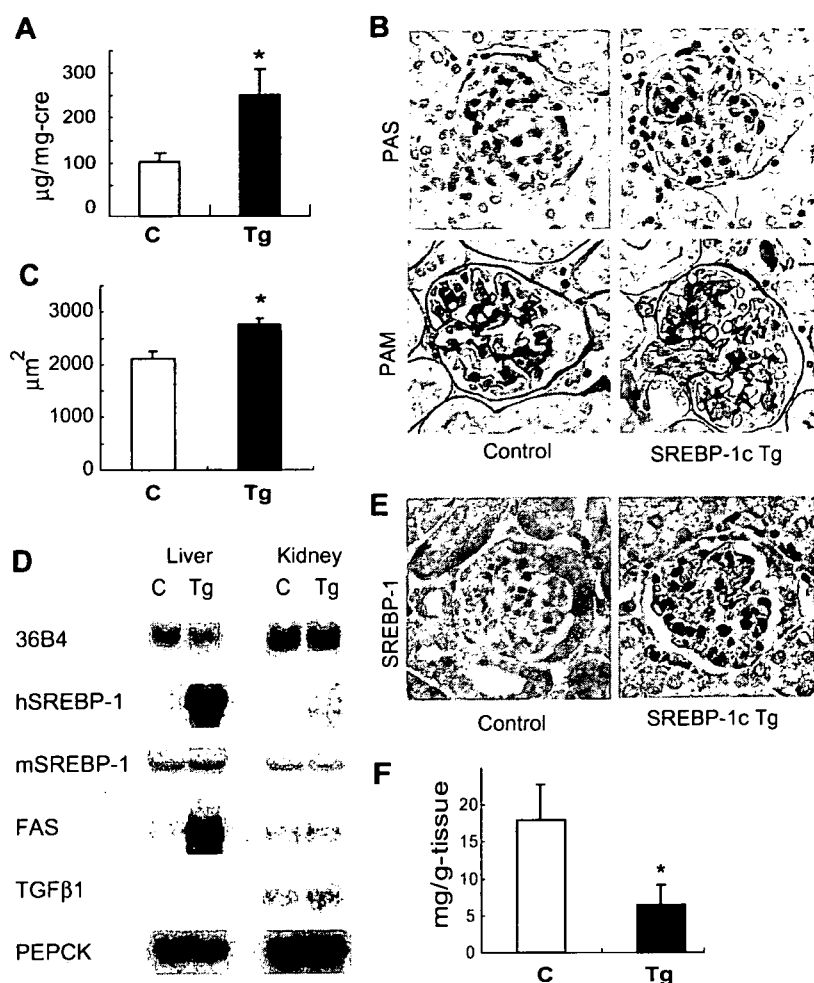 A
*
300
200
100
0
µg/mg-cre
C Tg
B
PAS
PAM
Control SREBP-1c Tg
C
*
3000
2000
1000
0
µm²
C Tg
D
Liver Kidney
C Tg C Tg
36B4
hSREBP-1
mSREBP-1
FAS
TGFβ1
PEPCK
E
SREBP-1
Control SREBP-1c Tg
F
20
15
10
5
0
mg/g-tissue
*
C Tg